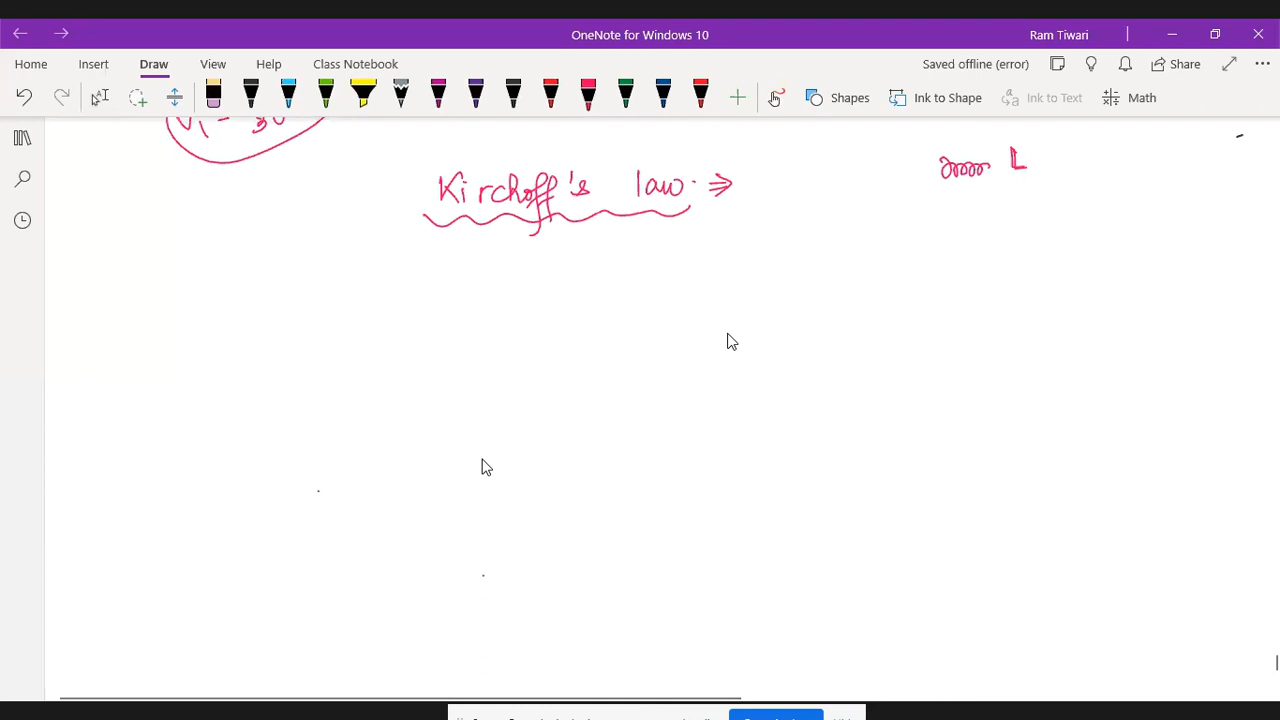 OneNote for Windows 10
Ram Tiwari
Home Insert Draw View Help Class Notebook
Saved offline (error) Share
Shapes Ink to Shape Ink to Text Math
Kirchoff's law. ⇒
L